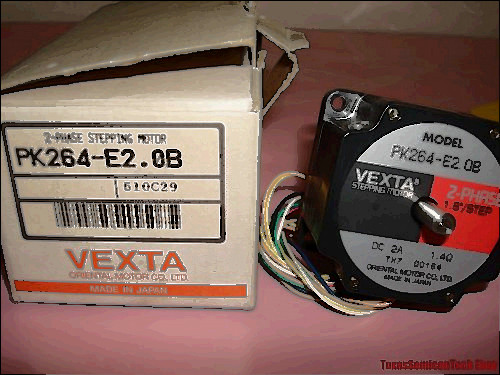 2-PHASE STEPPING MOTOR
PK264-E2.0B
610C29
VEXTA
ORIENTAL MOTOR CO., LTD.
MADE IN JAPAN
MODEL
PK264-E2.0B
VEXTA®
STEPPING MOTOR
2-PHASE
1.8°/STEP
DC 2A 1.4Ω
ORIENTAL MOTOR CO., LTD.
MADE IN JAPAN